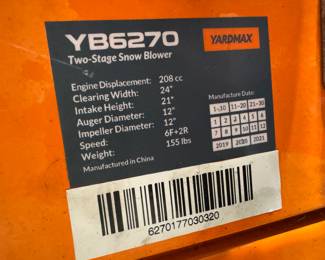 YB6270
YARDMAX
Two-Stage Snow Blower
Engine Displacement: 208 cc
Clearing Width: 24"
Intake Height: 21"
Auger Diameter: 12"
Impeller Diameter: 12"
Speed: 6F+2R
Weight: 155 lbs
Manufactured in China
Manufacture Date:
1-10 11-20 21-30
1 2 3 4 5 6
7 8 9 10 11 12
2019 2020 2021
6270177030320